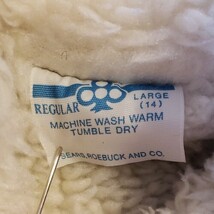 REGULAR LARGE
(14)
MACHINE WASH WARM
TUMBLE DRY
SEARS, ROEBUCK AND CO.